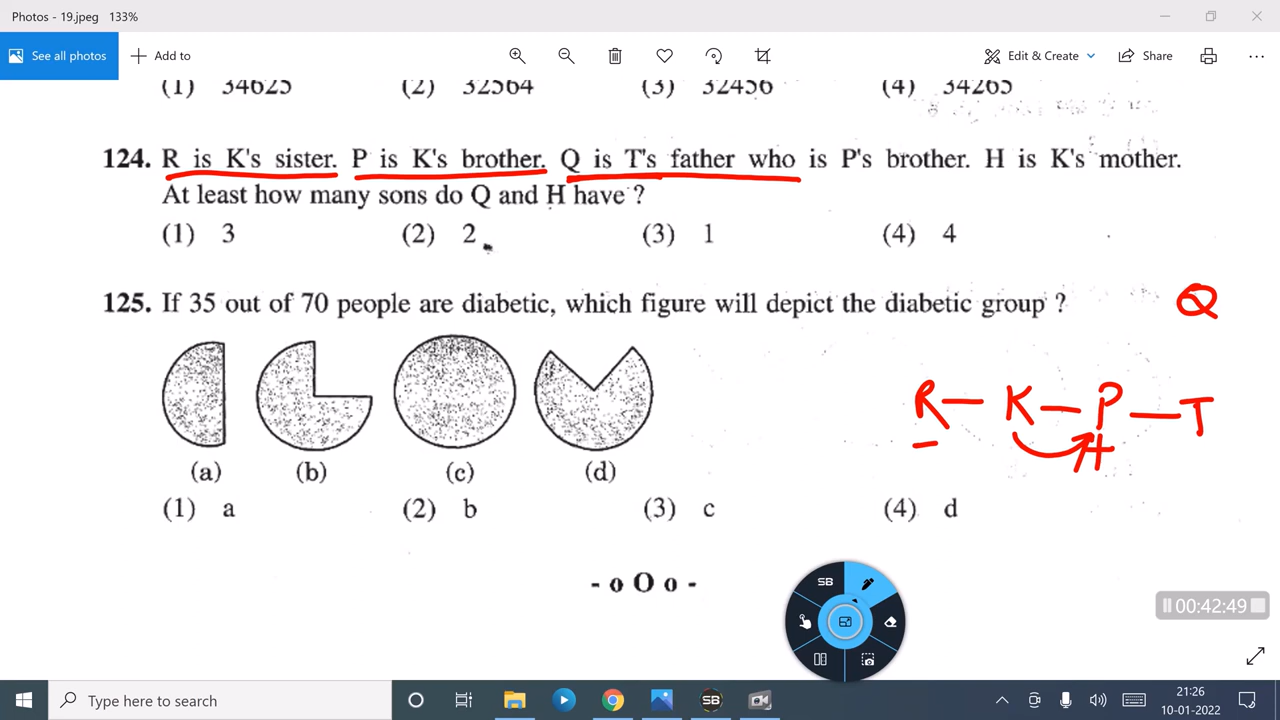 Photos - 19.jpeg 133%
See all photos
Add to
Edit & Create
Share
(1) 34625 (2) 32564 (3) 32456 (4) 34265
124. R is K's sister. P is K's brother. Q is T's father who is P's brother. H is K's mother.
At least how many sons do Q and H have ?
(1) 3 (2) 2 (3) 1 (4) 4
125. If 35 out of 70 people are diabetic, which figure will depict the diabetic group ?
Q
R — K — P — T
(a) (b) (c) (d)
(1) a (2) b (3) c (4) d
- o O o -
SB
00:42:49
Type here to search
SB
21:26
10-01-2022